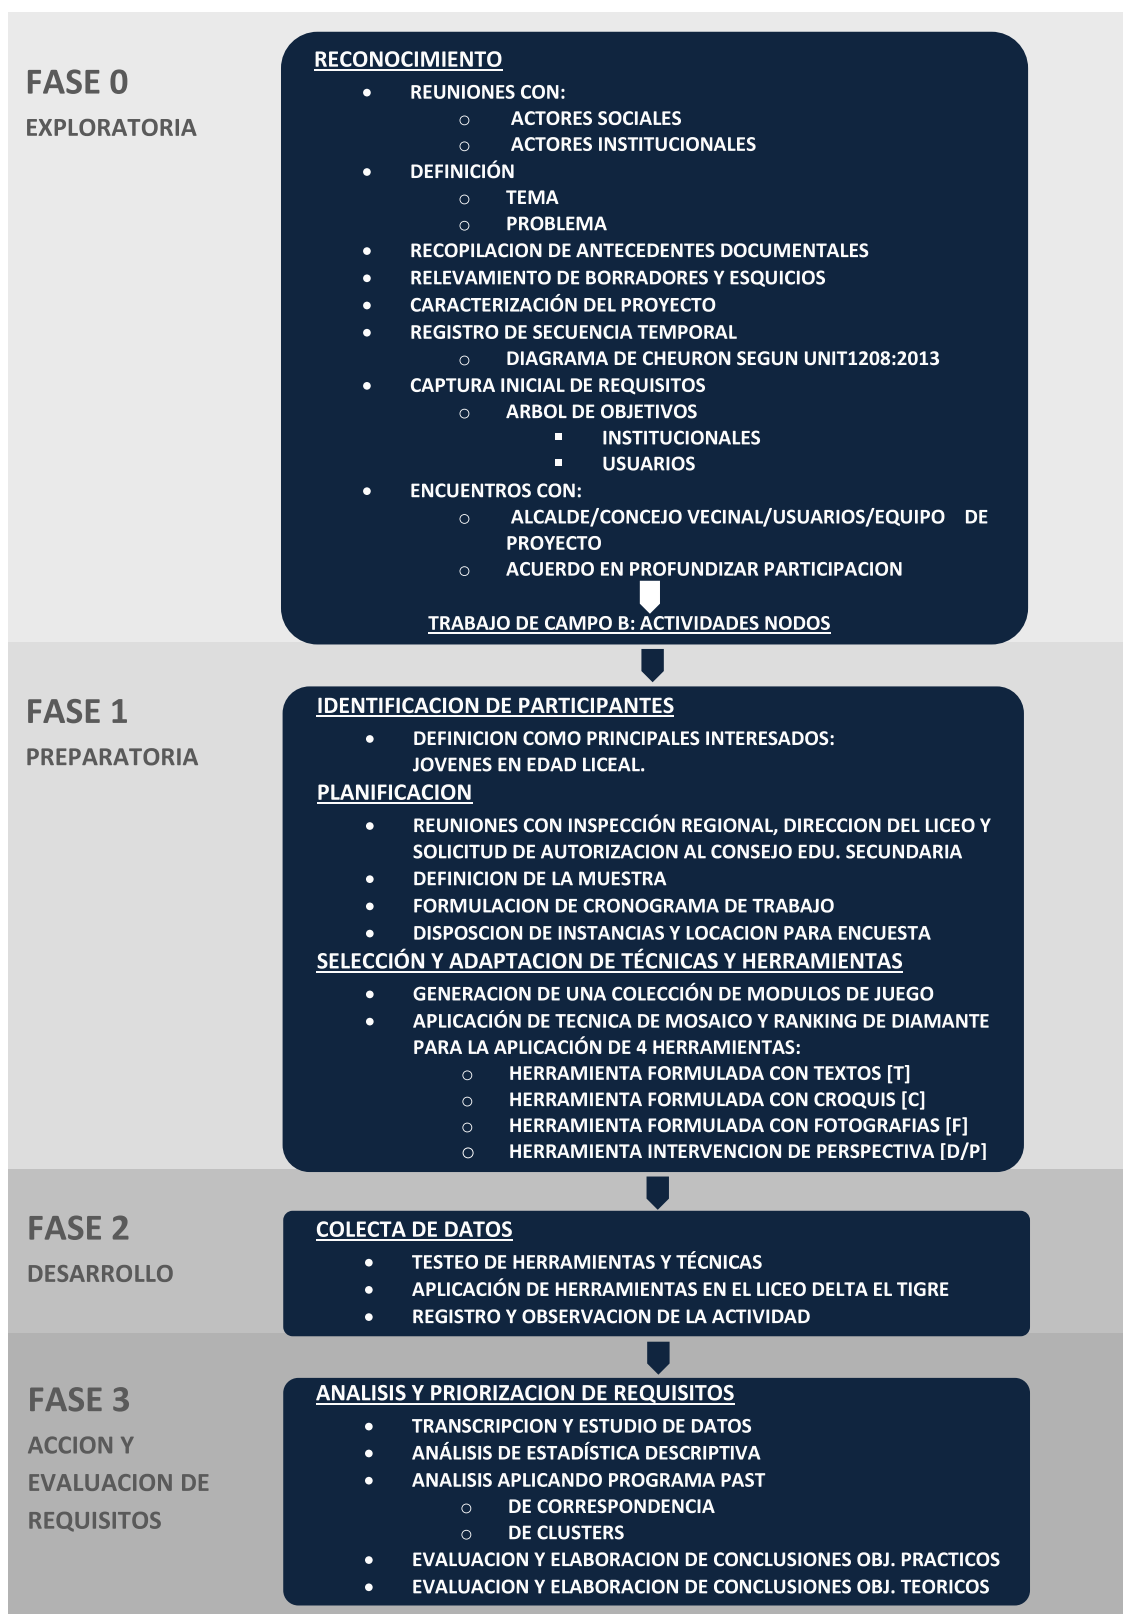 FASE 0
EXPLORATORIA
RECONOCIMIENTO
• REUNIONES CON:
o ACTORES SOCIALES
o ACTORES INSTITUCIONALES
• DEFINICIÓN
o TEMA
o PROBLEMA
• RECOPILACION DE ANTECEDENTES DOCUMENTALES
• RELEVAMIENTO DE BORRADORES Y ESQUICIOS
• CARACTERIZACIÓN DEL PROYECTO
• REGISTRO DE SECUENCIA TEMPORAL
o DIAGRAMA DE CHEURON SEGUN UNIT1208:2013
• CAPTURA INICIAL DE REQUISITOS
o ARBOL DE OBJETIVOS
▪ INSTITUCIONALES
▪ USUARIOS
• ENCUENTROS CON:
o ALCALDE/CONCEJO VECINAL/USUARIOS/EQUIPO DE
PROYECTO
o ACUERDO EN PROFUNDIZAR PARTICIPACION
TRABAJO DE CAMPO B: ACTIVIDADES NODOS
FASE 1
PREPARATORIA
IDENTIFICACION DE PARTICIPANTES
• DEFINICION COMO PRINCIPALES INTERESADOS:
JOVENES EN EDAD LICEAL.
PLANIFICACION
• REUNIONES CON INSPECCIÓN REGIONAL, DIRECCION DEL LICEO Y
SOLICITUD DE AUTORIZACION AL CONSEJO EDU. SECUNDARIA
• DEFINICION DE LA MUESTRA
• FORMULACION DE CRONOGRAMA DE TRABAJO
• DISPOSCION DE INSTANCIAS Y LOCACION PARA ENCUESTA
SELECCIÓN Y ADAPTACION DE TÉCNICAS Y HERRAMIENTAS
• GENERACION DE UNA COLECCIÓN DE MODULOS DE JUEGO
• APLICACIÓN DE TECNICA DE MOSAICO Y RANKING DE DIAMANTE
PARA LA APLICACIÓN DE 4 HERRAMIENTAS:
o HERRAMIENTA FORMULADA CON TEXTOS [T]
o HERRAMIENTA FORMULADA CON CROQUIS [C]
o HERRAMIENTA FORMULADA CON FOTOGRAFIAS [F]
o HERRAMIENTA INTERVENCION DE PERSPECTIVA [D/P]
FASE 2
DESARROLLO
COLECTA DE DATOS
• TESTEO DE HERRAMIENTAS Y TÉCNICAS
• APLICACIÓN DE HERRAMIENTAS EN EL LICEO DELTA EL TIGRE
• REGISTRO Y OBSERVACION DE LA ACTIVIDAD
FASE 3
ACCION Y
EVALUACION DE
REQUISITOS
ANALISIS Y PRIORIZACION DE REQUISITOS
• TRANSCRIPCION Y ESTUDIO DE DATOS
• ANÁLISIS DE ESTADÍSTICA DESCRIPTIVA
• ANALISIS APLICANDO PROGRAMA PAST
o DE CORRESPONDENCIA
o DE CLUSTERS
• EVALUACION Y ELABORACION DE CONCLUSIONES OBJ. PRACTICOS
• EVALUACION Y ELABORACION DE CONCLUSIONES OBJ. TEORICOS